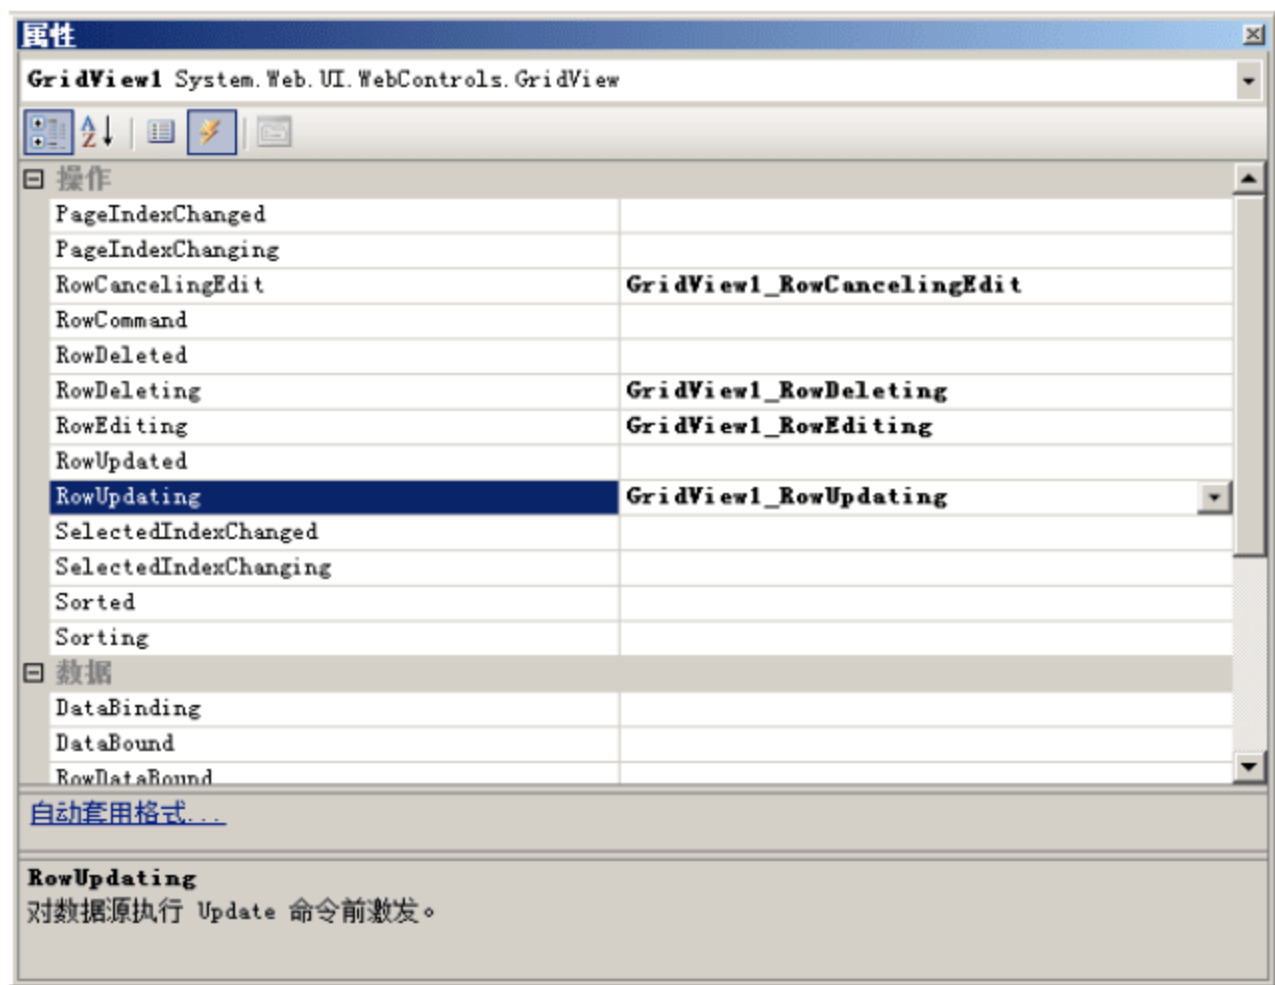 属性
GridView1 System.Web.UI.WebControls.GridView
操作
PageIndexChanged
PageIndexChanging
RowCancelingEdit GridView1_RowCancelingEdit
RowCommand
RowDeleted
RowDeleting GridView1_RowDeleting
RowEditing GridView1_RowEditing
RowUpdated
RowUpdating GridView1_RowUpdating
SelectedIndexChanged
SelectedIndexChanging
Sorted
Sorting
数据
DataBinding
DataBound
RowDataBound
自动套用格式...
RowUpdating
对数据源执行 Update 命令前激发。